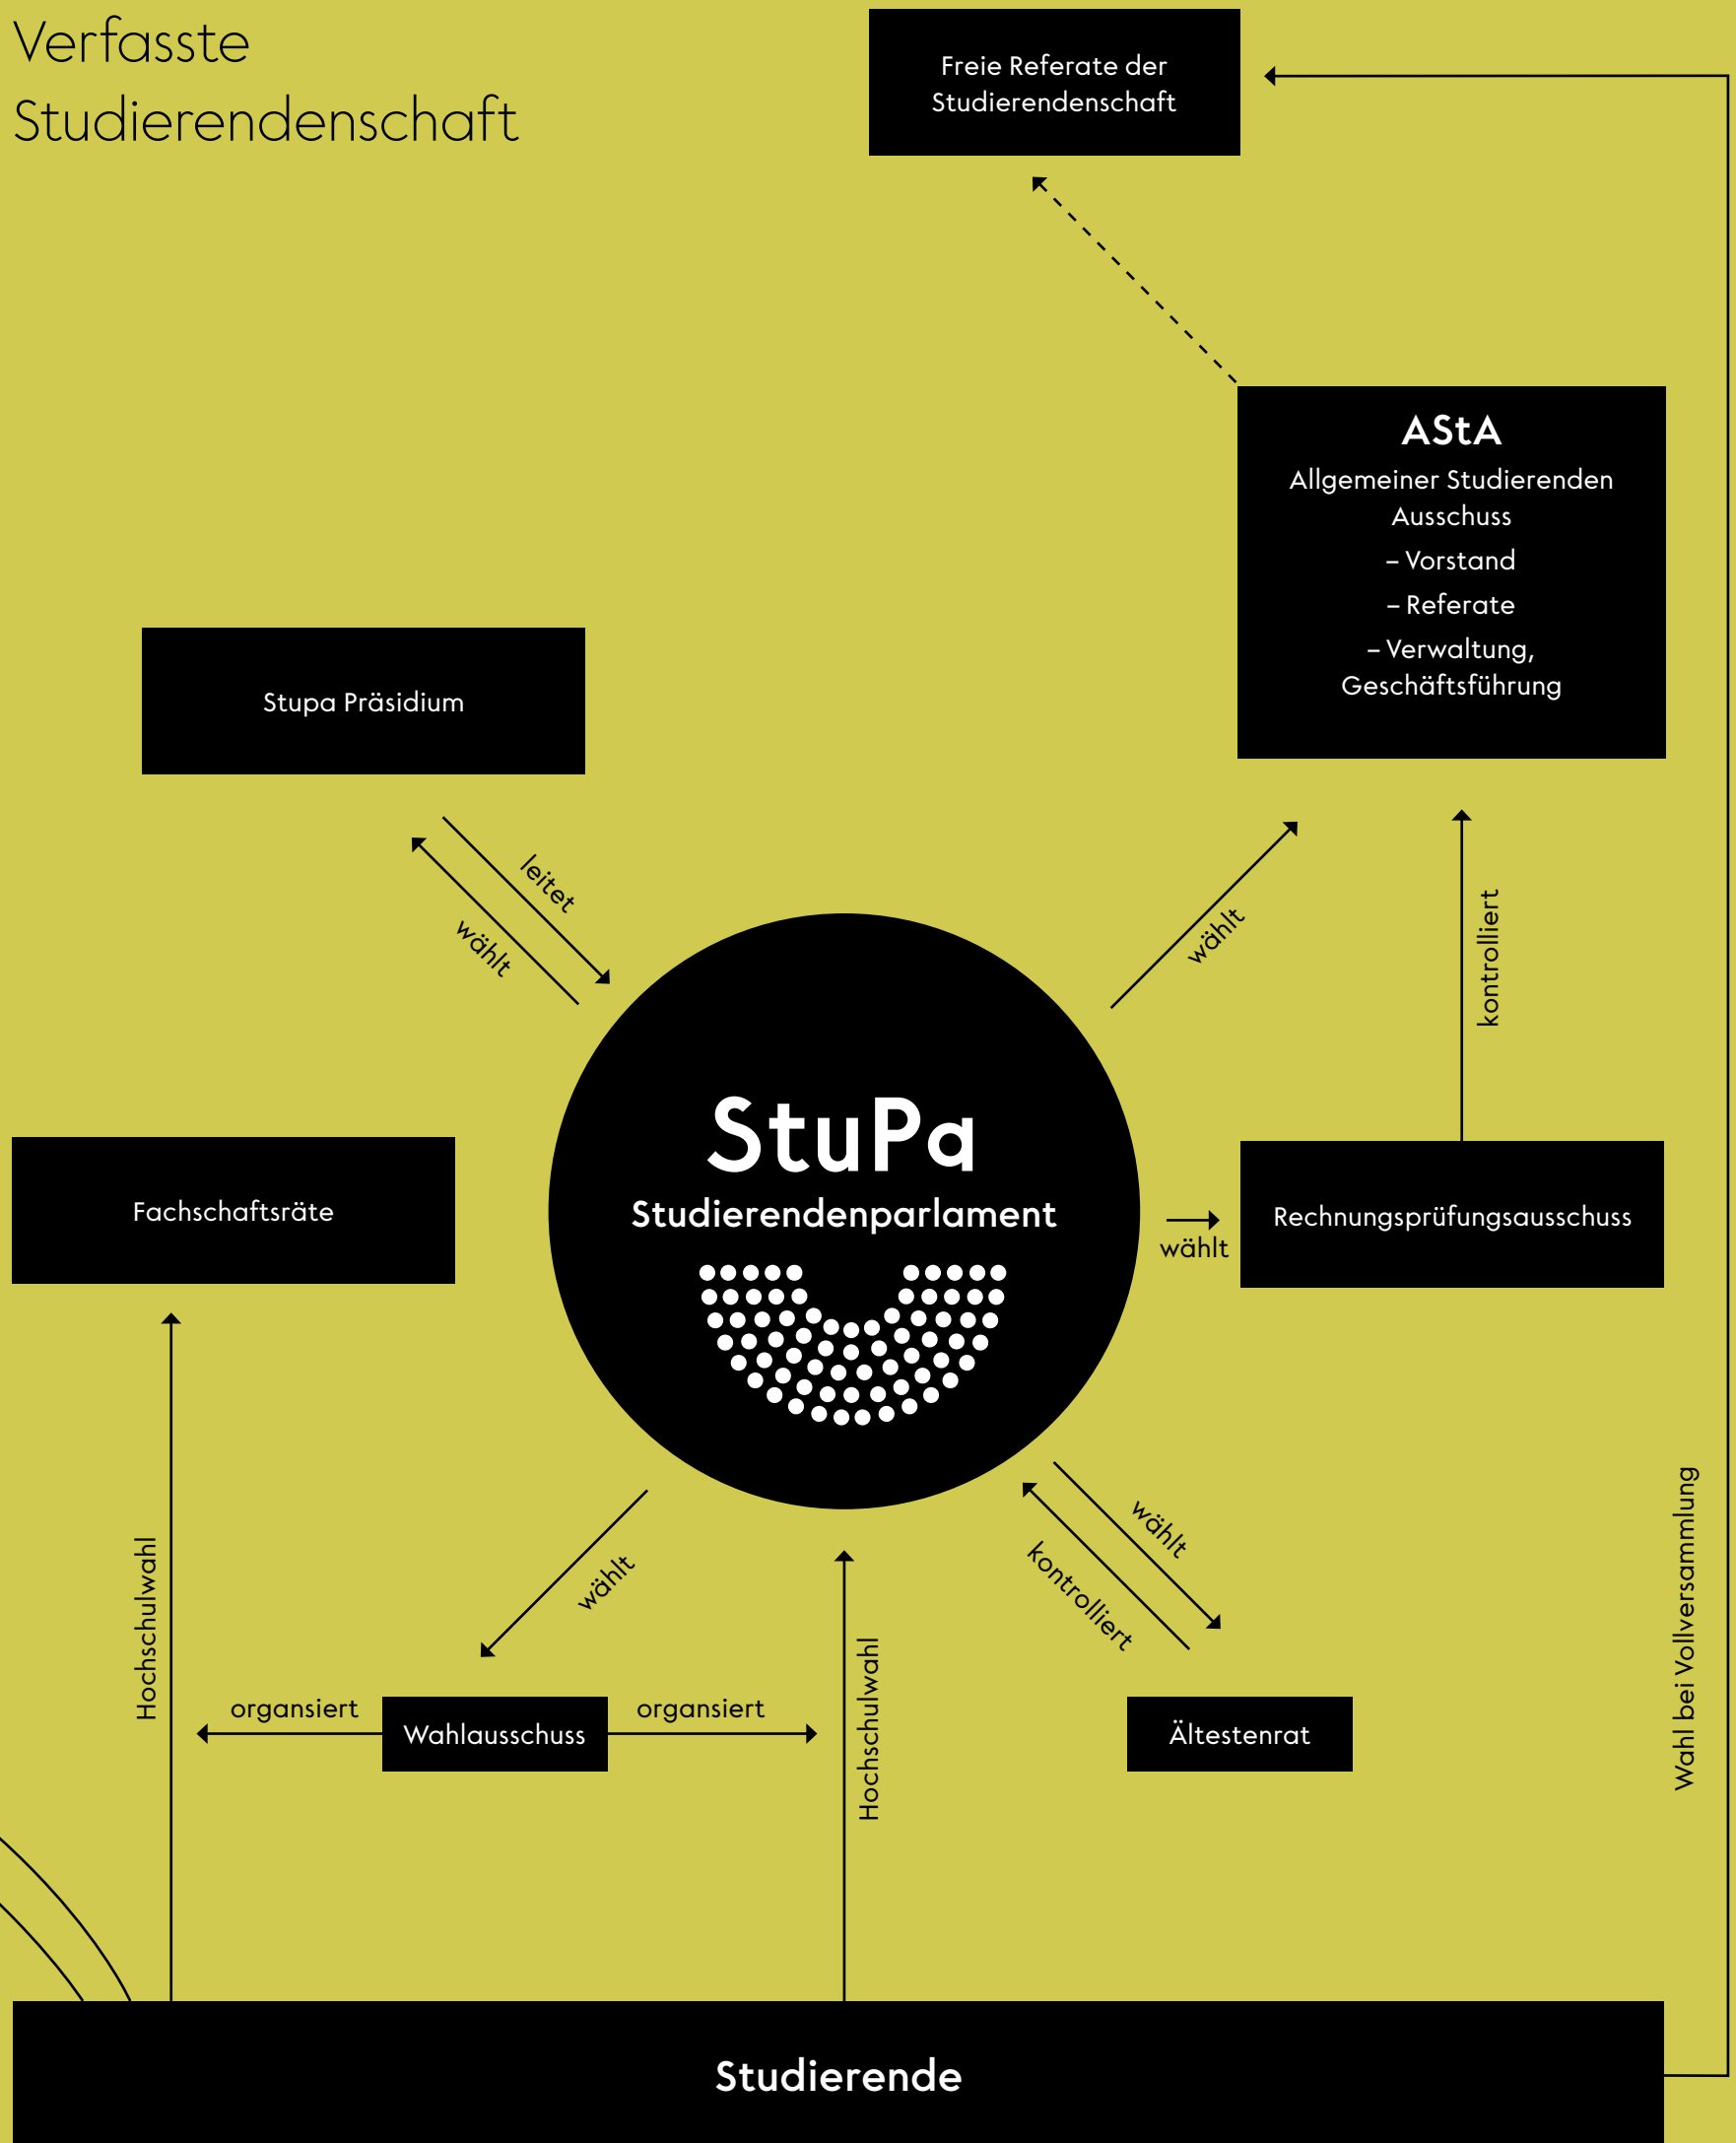 Verfasste
Studierendenschaft
Freie Referate der
Studierendenschaft
AStA
Allgemeiner Studierenden
Ausschuss
– Vorstand
– Referate
– Verwaltung,
Geschäftsführung
Stupa Präsidium
leitet
wählt
wählt
kontrolliert
StuPa
Studierendenparlament
Fachschaftsräte
Rechnungsprüfungsausschuss
wählt
wählt
wählt
kontrolliert
Hochschulwahl
organsiert
Wahlausschuss
organsiert
Hochschulwahl
Ältestenrat
Wahl bei Vollversammlung
Studierende